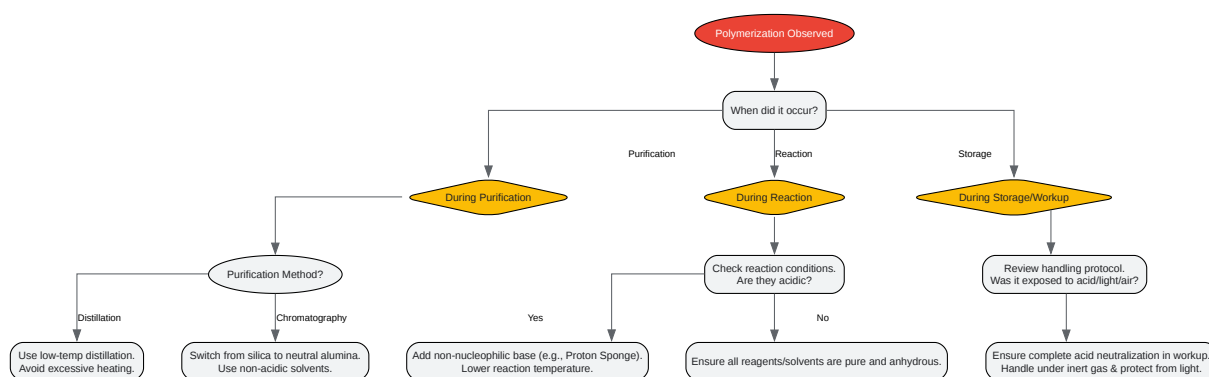 Polymerization Observed
When did it occur?
Purification
Reaction
Storage
During Purification
During Reaction
During Storage/Workup
Purification Method?
Check reaction conditions.
Are they acidic?
Review handling protocol.
Was it exposed to acid/light/air?
Distillation
Chromatography
Yes
No
Use low-temp distillation.
Avoid excessive heating.
Switch from silica to neutral alumina.
Use non-acidic solvents.
Add non-nucleophilic base (e.g., Proton Sponge).
Lower reaction temperature.
Ensure all reagents/solvents are pure and anhydrous.
Ensure complete acid neutralization in workup.
Handle under inert gas & protect from light.